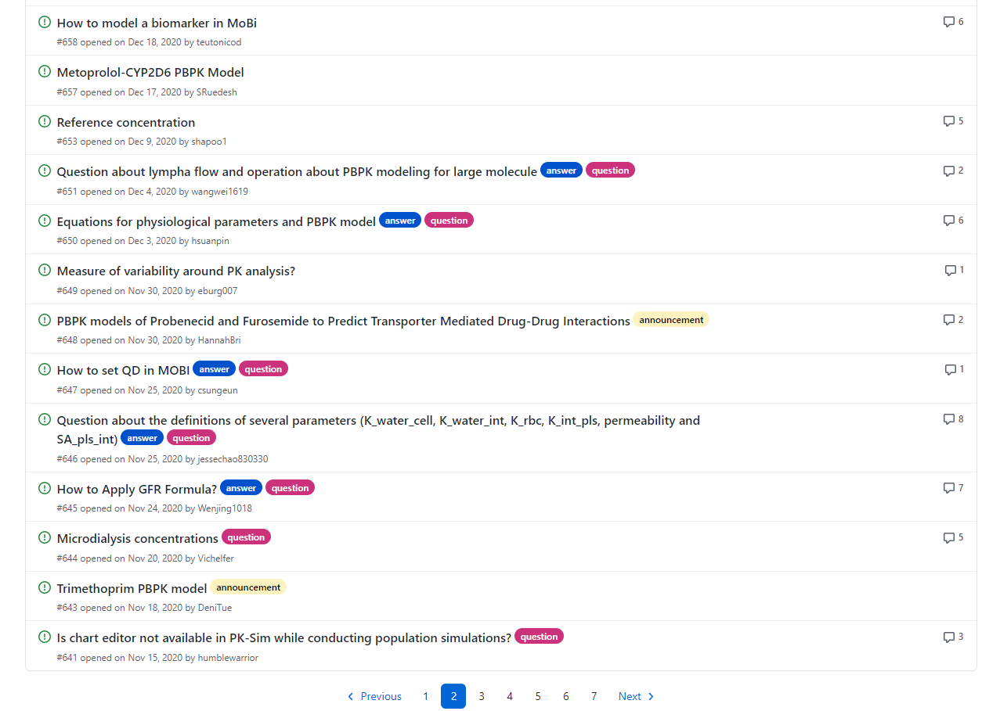 How to model a biomarker in MoBi 6
#658 opened on Dec 18, 2020 by teutonicod
Metoprolol-CYP2D6 PBPK Model
#657 opened on Dec 17, 2020 by SRuedesh
Reference concentration 5
#653 opened on Dec 9, 2020 by shapoo1
Question about lympha flow and operation about PBPK modeling for large molecule answer question 2
#651 opened on Dec 4, 2020 by wangwei1619
Equations for physiological parameters and PBPK model answer question 6
#650 opened on Dec 3, 2020 by hsuanpin
Measure of variability around PK analysis? 1
#649 opened on Nov 30, 2020 by eburg007
PBPK models of Probenecid and Furosemide to Predict Transporter Mediated Drug-Drug Interactions announcement 2
#648 opened on Nov 30, 2020 by HannahBri
How to set QD in MOBI answer question 1
#647 opened on Nov 25, 2020 by csungeun
Question about the definitions of several parameters (K_water_cell, K_water_int, K_rbc, K_int_pls, permeability and 8
SA_pls_int) answer question
#646 opened on Nov 25, 2020 by jessechao830330
How to Apply GFR Formula? answer question 7
#645 opened on Nov 24, 2020 by Wenjing1018
Microdialysis concentrations question 5
#644 opened on Nov 20, 2020 by Vichelfer
Trimethoprim PBPK model announcement
#643 opened on Nov 18, 2020 by DeniTue
Is chart editor not available in PK-Sim while conducting population simulations? question 3
#641 opened on Nov 15, 2020 by humblewarrior
Previous 1 2 3 4 5 6 7 Next